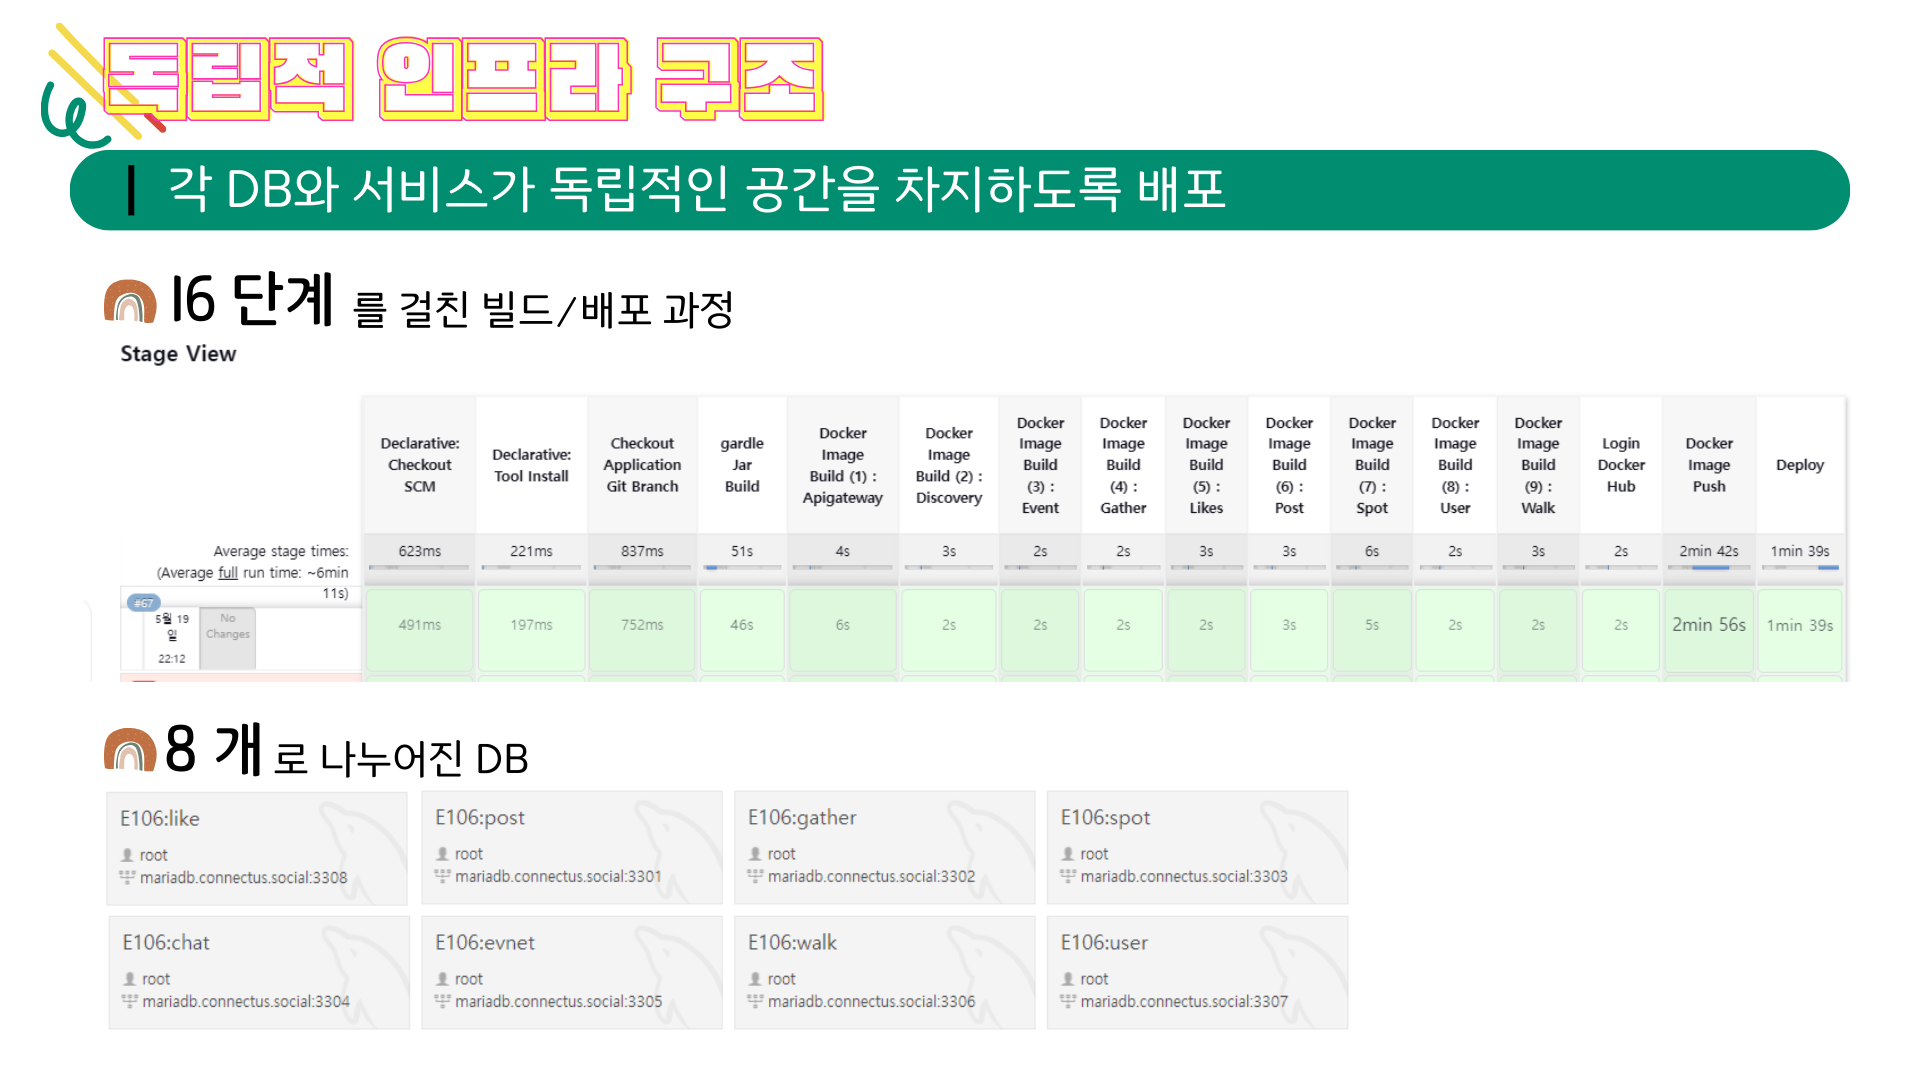 독립적 인프라 구조
각 DB와 서비스가 독립적인 공간을 차지하도록 배포
16 단계 를 걸친 빌드/배포 과정
Stage View
Declarative: Checkout SCM
Declarative: Tool Install
Checkout Application Git Branch
gardle Jar Build
Docker Image Build (1) : Apigateway
Docker Image Build (2) : Discovery
Docker Image Build (3) : Event
Docker Image Build (4) : Gather
Docker Image Build (5) : Likes
Docker Image Build (6) : Post
Docker Image Build (7) : Spot
Docker Image Build (8) : User
Docker Image Build (9) : Walk
Login Docker Hub
Docker Image Push
Deploy
Average stage times:
(Average full run time: ~6min
11s)
623ms 221ms 837ms 51s 4s 3s 2s 2s 3s 3s 6s 2s 3s 2s 2min 42s 1min 39s
#67
5월 19
일
22:12
No
Changes
491ms 197ms 752ms 46s 6s 2s 2s 2s 2s 3s 5s 2s 2s 2s 2min 56s 1min 39s
8 개 로 나누어진 DB
E106:like
root
mariadb.connectus.social:3308
E106:post
root
mariadb.connectus.social:3301
E106:gather
root
mariadb.connectus.social:3302
E106:spot
root
mariadb.connectus.social:3303
E106:chat
root
mariadb.connectus.social:3304
E106:evnet
root
mariadb.connectus.social:3305
E106:walk
root
mariadb.connectus.social:3306
E106:user
root
mariadb.connectus.social:3307